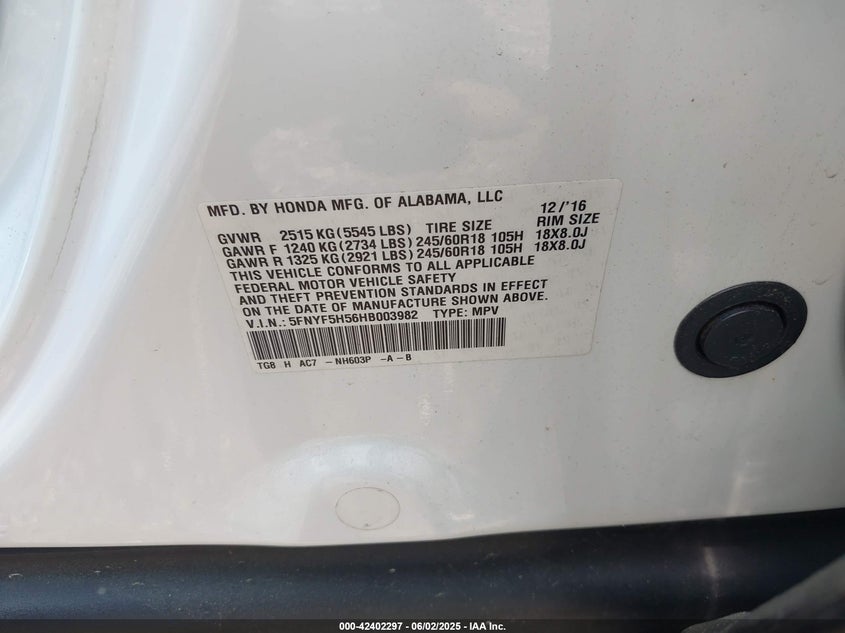 MFD. BY HONDA MFG. OF ALABAMA, LLC 12/'16
GVWR 2515 KG(5545 LBS) TIRE SIZE RIM SIZE
GAWR F 1240 KG(2734 LBS) 245/60R18 105H 18X8.0J
GAWR R 1325 KG(2921 LBS) 245/60R18 105H 18X8.0J
THIS VEHICLE CONFORMS TO ALL APPLICABLE
FEDERAL MOTOR VEHICLE SAFETY
AND THEFT PREVENTION STANDARDS IN EFFECT
ON THE DATE OF MANUFACTURE SHOWN ABOVE.
V.I.N.: 5FNYF5H56HB003982 TYPE: MPV
TG8 H AC7 -NH603P -A-B
000-42402297 - 06/02/2025 - IAA Inc.